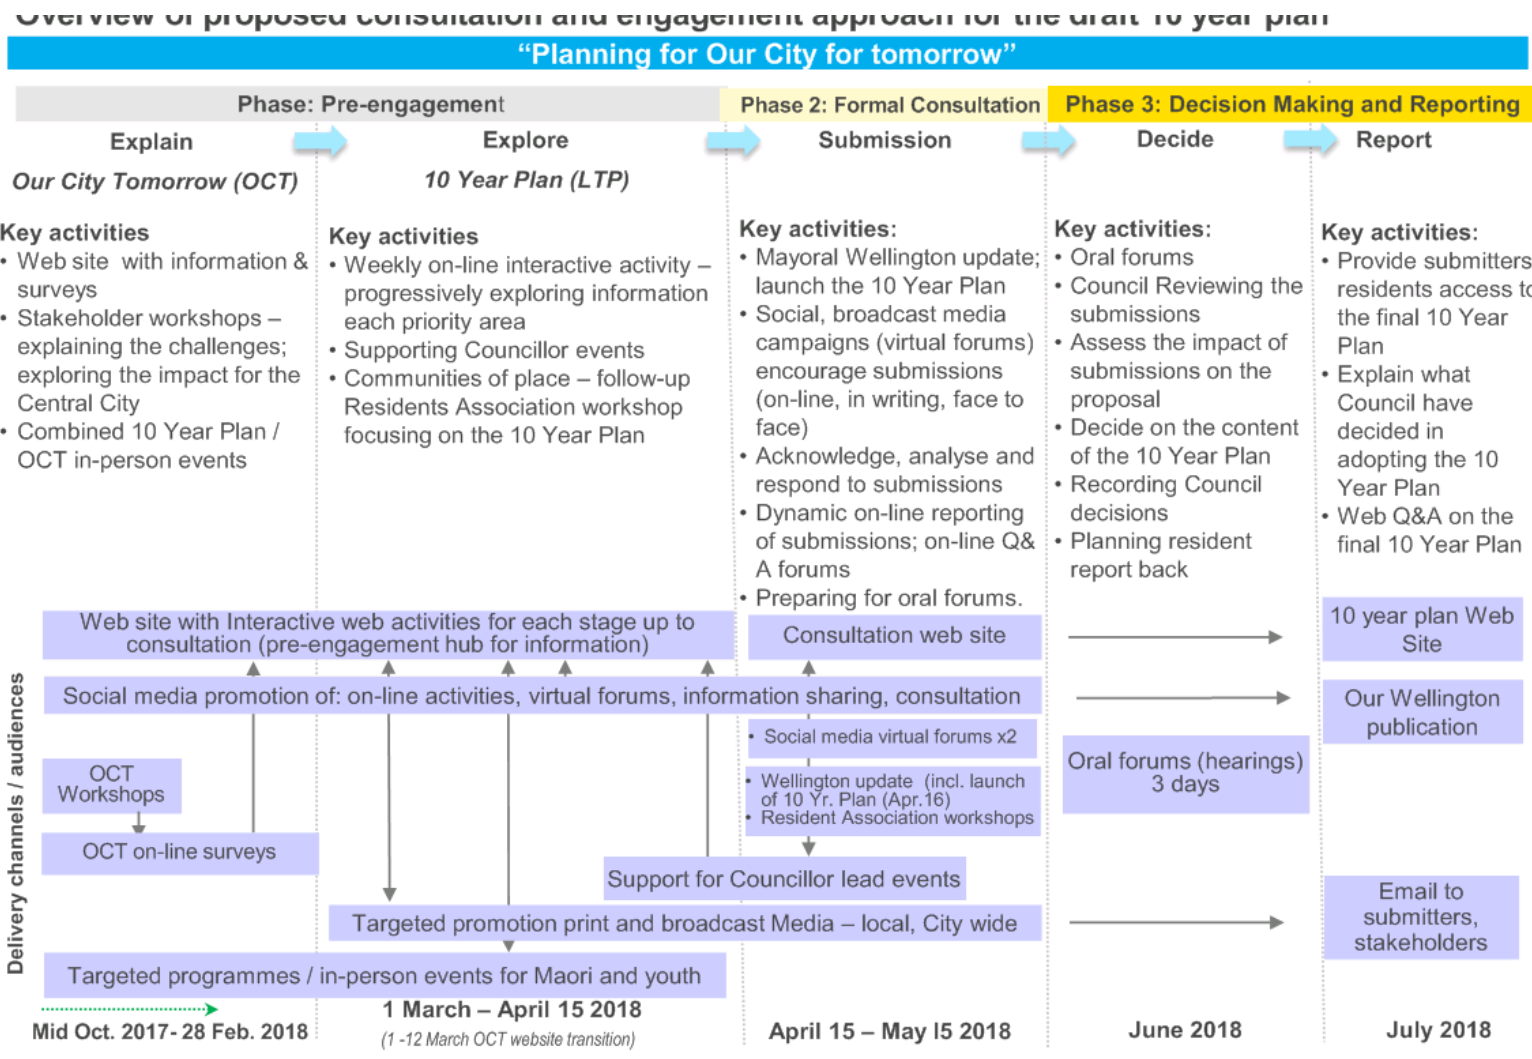 Overview of proposed consultation and engagement approach for the draft 10 year plan
“Planning for Our City for tomorrow”
Phase: Pre-engagement
Phase 2: Formal Consultation
Phase 3: Decision Making and Reporting
Explain
Explore
Submission
Decide
Report
Our City Tomorrow (OCT)
10 Year Plan (LTP)
Key activities
• Web site with information &
surveys
• Stakeholder workshops –
explaining the challenges;
exploring the impact for the
Central City
• Combined 10 Year Plan /
OCT in-person events
Key activities
• Weekly on-line interactive activity –
progressively exploring information
each priority area
• Supporting Councillor events
• Communities of place – follow-up
Residents Association workshop
focusing on the 10 Year Plan
Key activities:
• Mayoral Wellington update;
launch the 10 Year Plan
• Social, broadcast media
campaigns (virtual forums)
encourage submissions
(on-line, in writing, face to
face)
• Acknowledge, analyse and
respond to submissions
• Dynamic on-line reporting
of submissions; on-line Q&
A forums
• Preparing for oral forums.
Key activities:
• Oral forums
• Council Reviewing the
submissions
• Assess the impact of
submissions on the
proposal
• Decide on the content
of the 10 Year Plan
• Recording Council
decisions
• Planning resident
report back
Key activities:
• Provide submitters
residents access to
the final 10 Year
Plan
• Explain what
Council have
decided in
adopting the 10
Year Plan
• Web Q&A on the
final 10 Year Plan
Delivery channels / audiences
Web site with Interactive web activities for each stage up to
consultation (pre-engagement hub for information)
Consultation web site
10 year plan Web
Site
Social media promotion of: on-line activities, virtual forums, information sharing, consultation
Our Wellington
publication
• Social media virtual forums x2
OCT
Workshops
• Wellington update (incl. launch
of 10 Yr. Plan (Apr.16)
• Resident Association workshops
Oral forums (hearings)
3 days
OCT on-line surveys
Support for Councillor lead events
Targeted promotion print and broadcast Media – local, City wide
Email to
submitters,
stakeholders
Targeted programmes / in-person events for Maori and youth
Mid Oct. 2017- 28 Feb. 2018
1 March – April 15 2018
(1 -12 March OCT website transition)
April 15 – May l5 2018
June 2018
July 2018